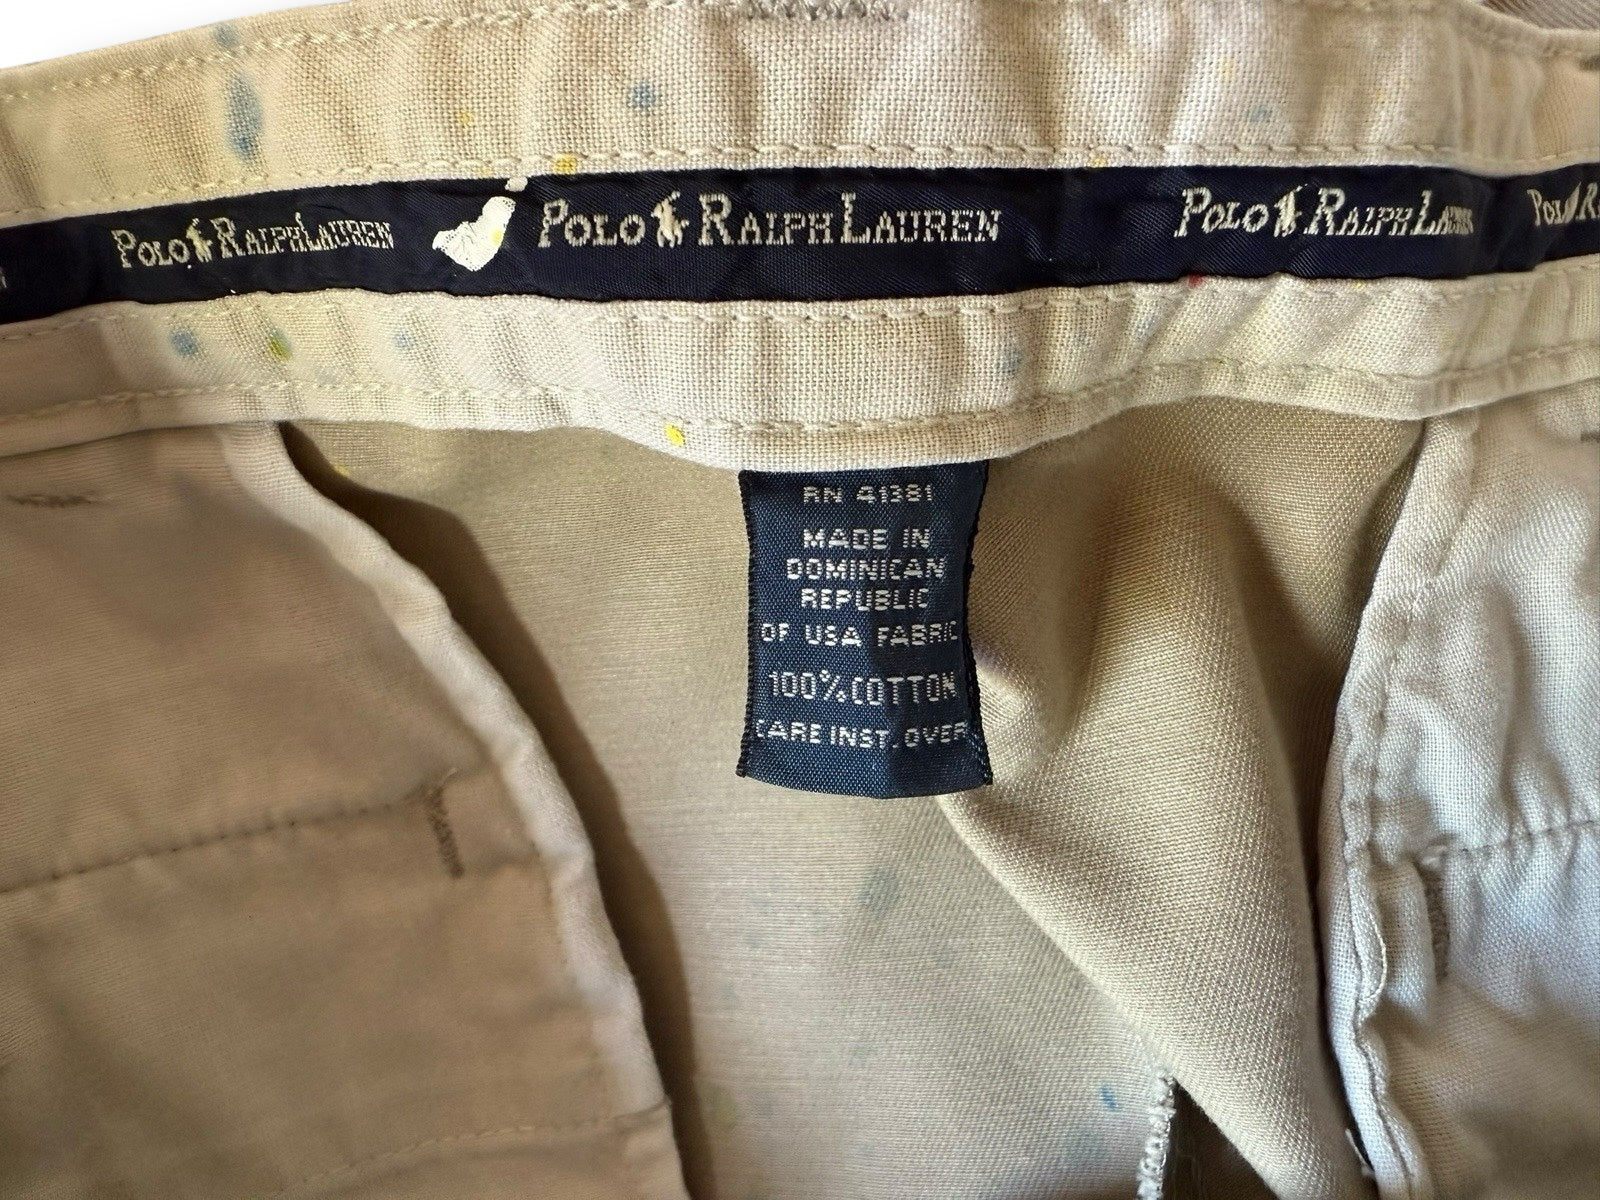 POLO RALPH LAUREN
POLO RALPH LAUREN
POLO RALPH LAUREN
RN 41381
MADE IN
DOMINICAN
REPUBLIC
OF USA FABRIC
100% COTTON
CARE INST. OVER